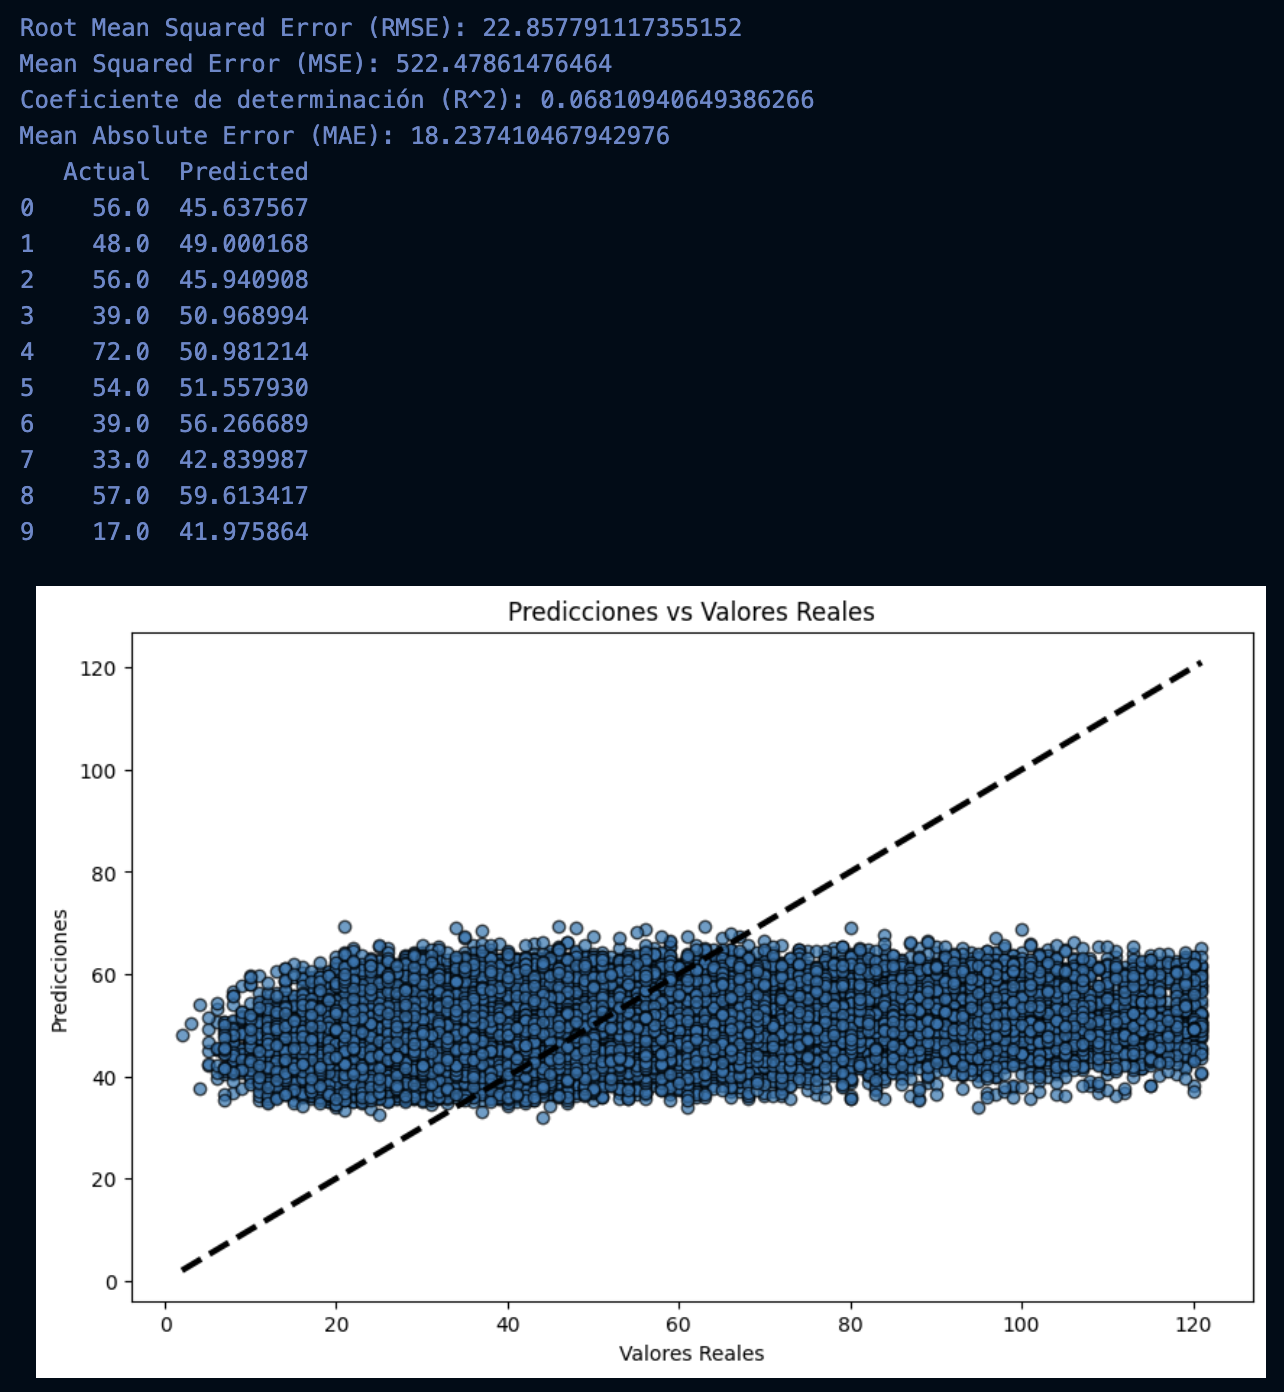 Root Mean Squared Error (RMSE): 22.857791117355152
Mean Squared Error (MSE): 522.47861476464
Coeficiente de determinación (R^2): 0.06810940649386266
Mean Absolute Error (MAE): 18.237410467942976
Actual Predicted
0 56.0 45.637567
1 48.0 49.000168
2 56.0 45.940908
3 39.0 50.968994
4 72.0 50.981214
5 54.0 51.557930
6 39.0 56.266689
7 33.0 42.839987
8 57.0 59.613417
9 17.0 41.975864
Predicciones vs Valores Reales
120
100
80
60
40
20
0
Predicciones
0 20 40 60 80 100 120
Valores Reales